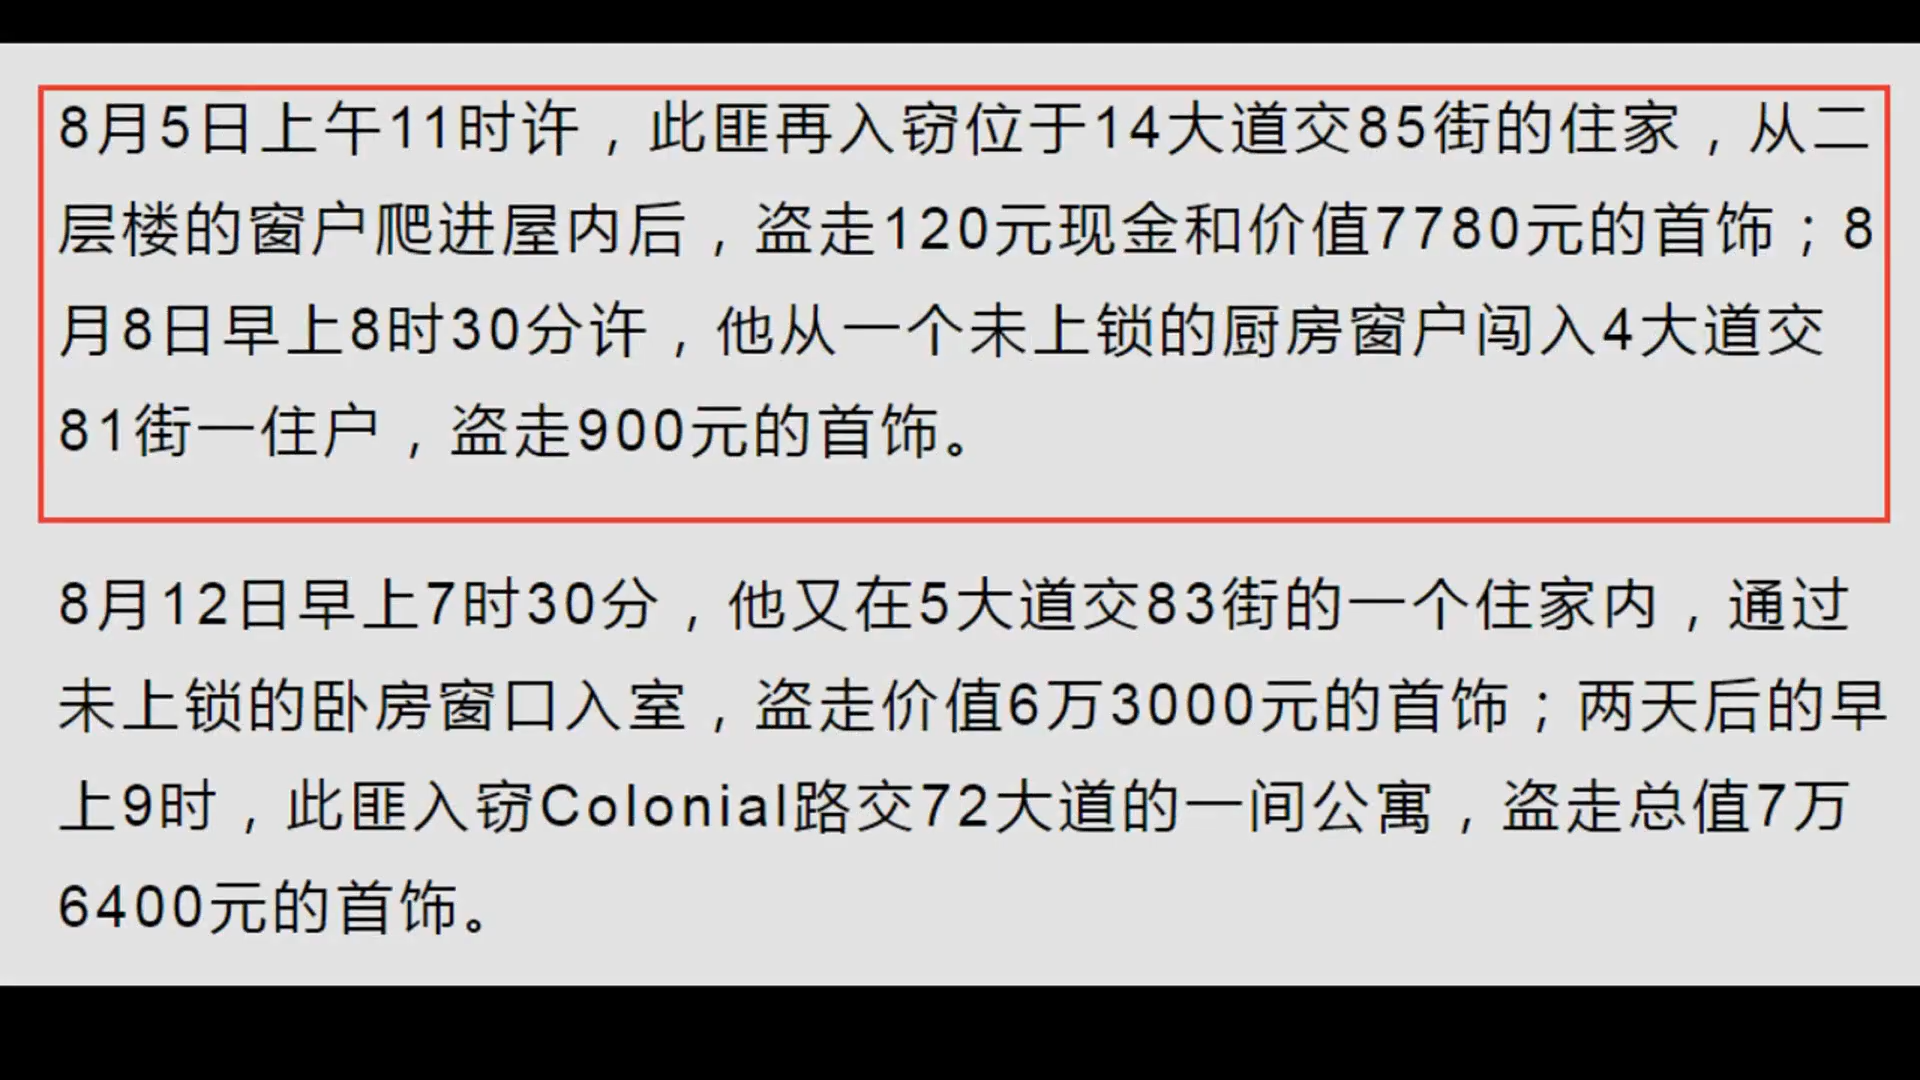 8月5日上午11时许，此匪再入窃位于14大道交85街的住家，从二
层楼的窗户爬进屋内后，盗走120元现金和价值7780元的首饰；8
月8日早上8时30分许，他从一个未上锁的厨房窗户闯入4大道交
81街一住户，盗走900元的首饰。
8月12日早上7时30分，他又在5大道交83街的一个住家内，通过
未上锁的卧房窗口入室，盗走价值6万3000元的首饰；两天后的早
上9时，此匪入窃Colonial路交72大道的一间公寓，盗走总值7万
6400元的首饰。